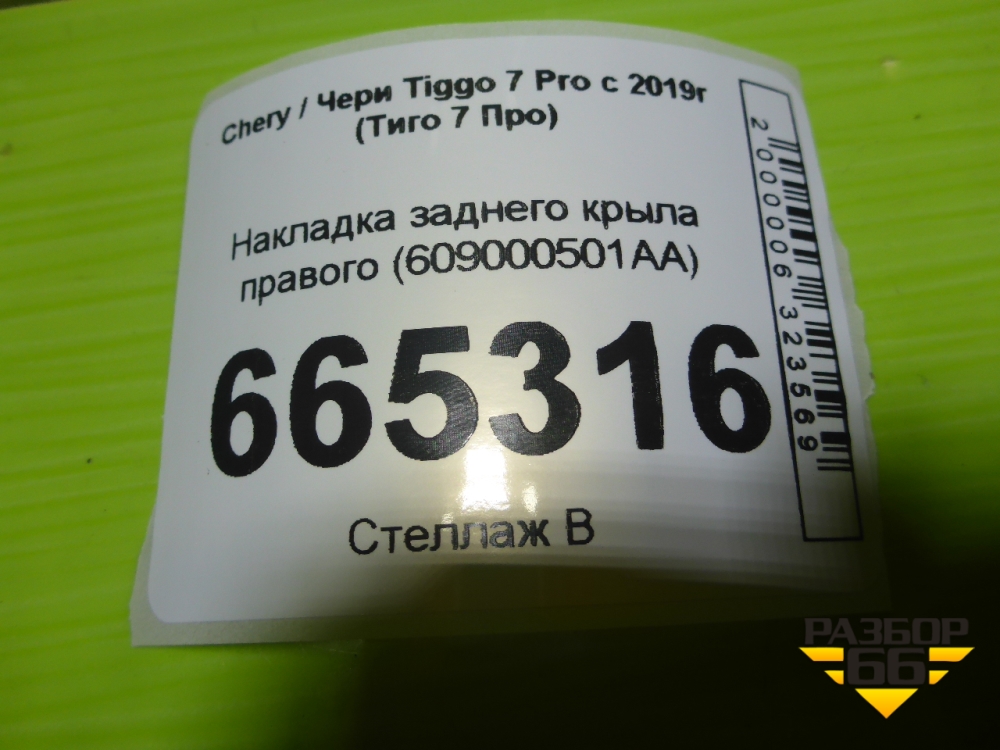 Chery / Чери Tiggo 7 Pro с 2019г
(Тиго 7 Про)
Накладка заднего крыла
правого (609000501AA)
665316
Стеллаж В
2000006323569
РАЗБОР
66